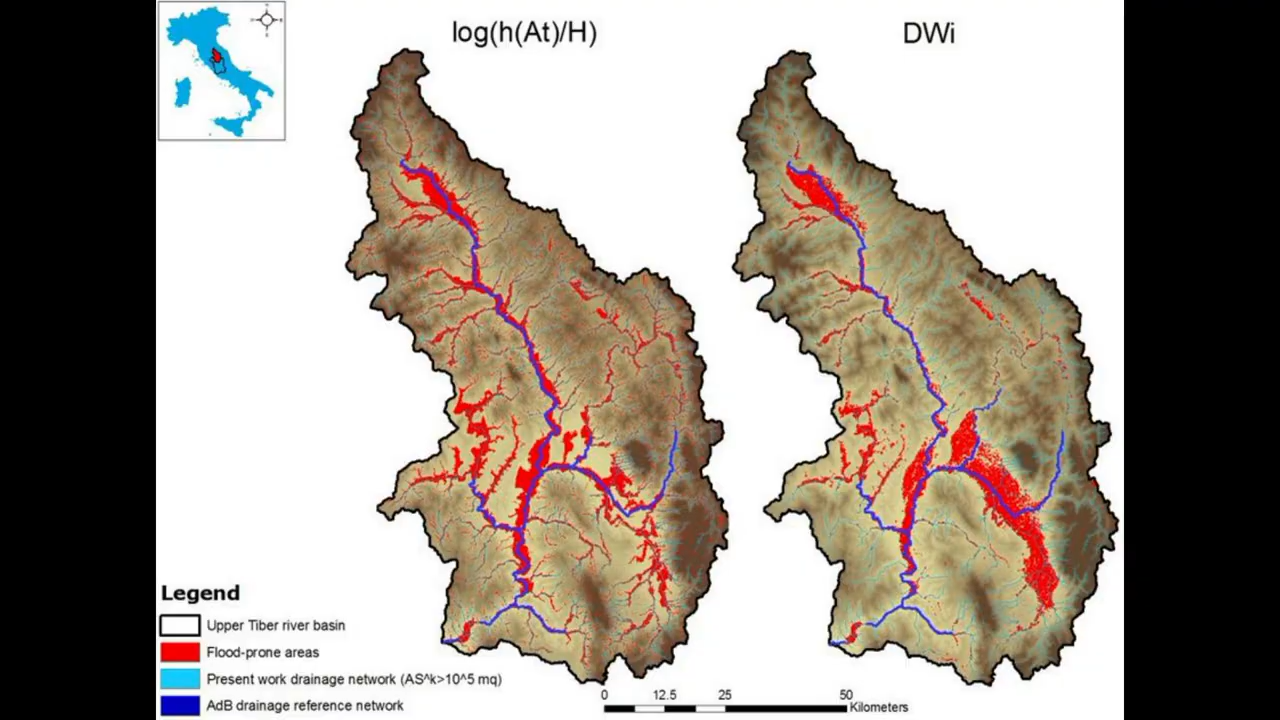 log(h(At)/H)
DWi
Legend
Upper Tiber river basin
Flood-prone areas
Present work drainage network (AS^k>10^5 mq)
AdB drainage reference network
0 12.5 25 50
Kilometers